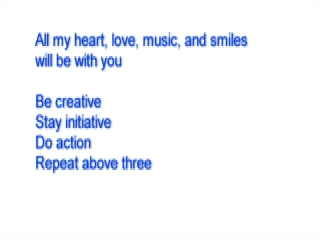 All my heart, love, music, and smiles
will be with you
Be creative
Stay initiative
Do action
Repeat above three